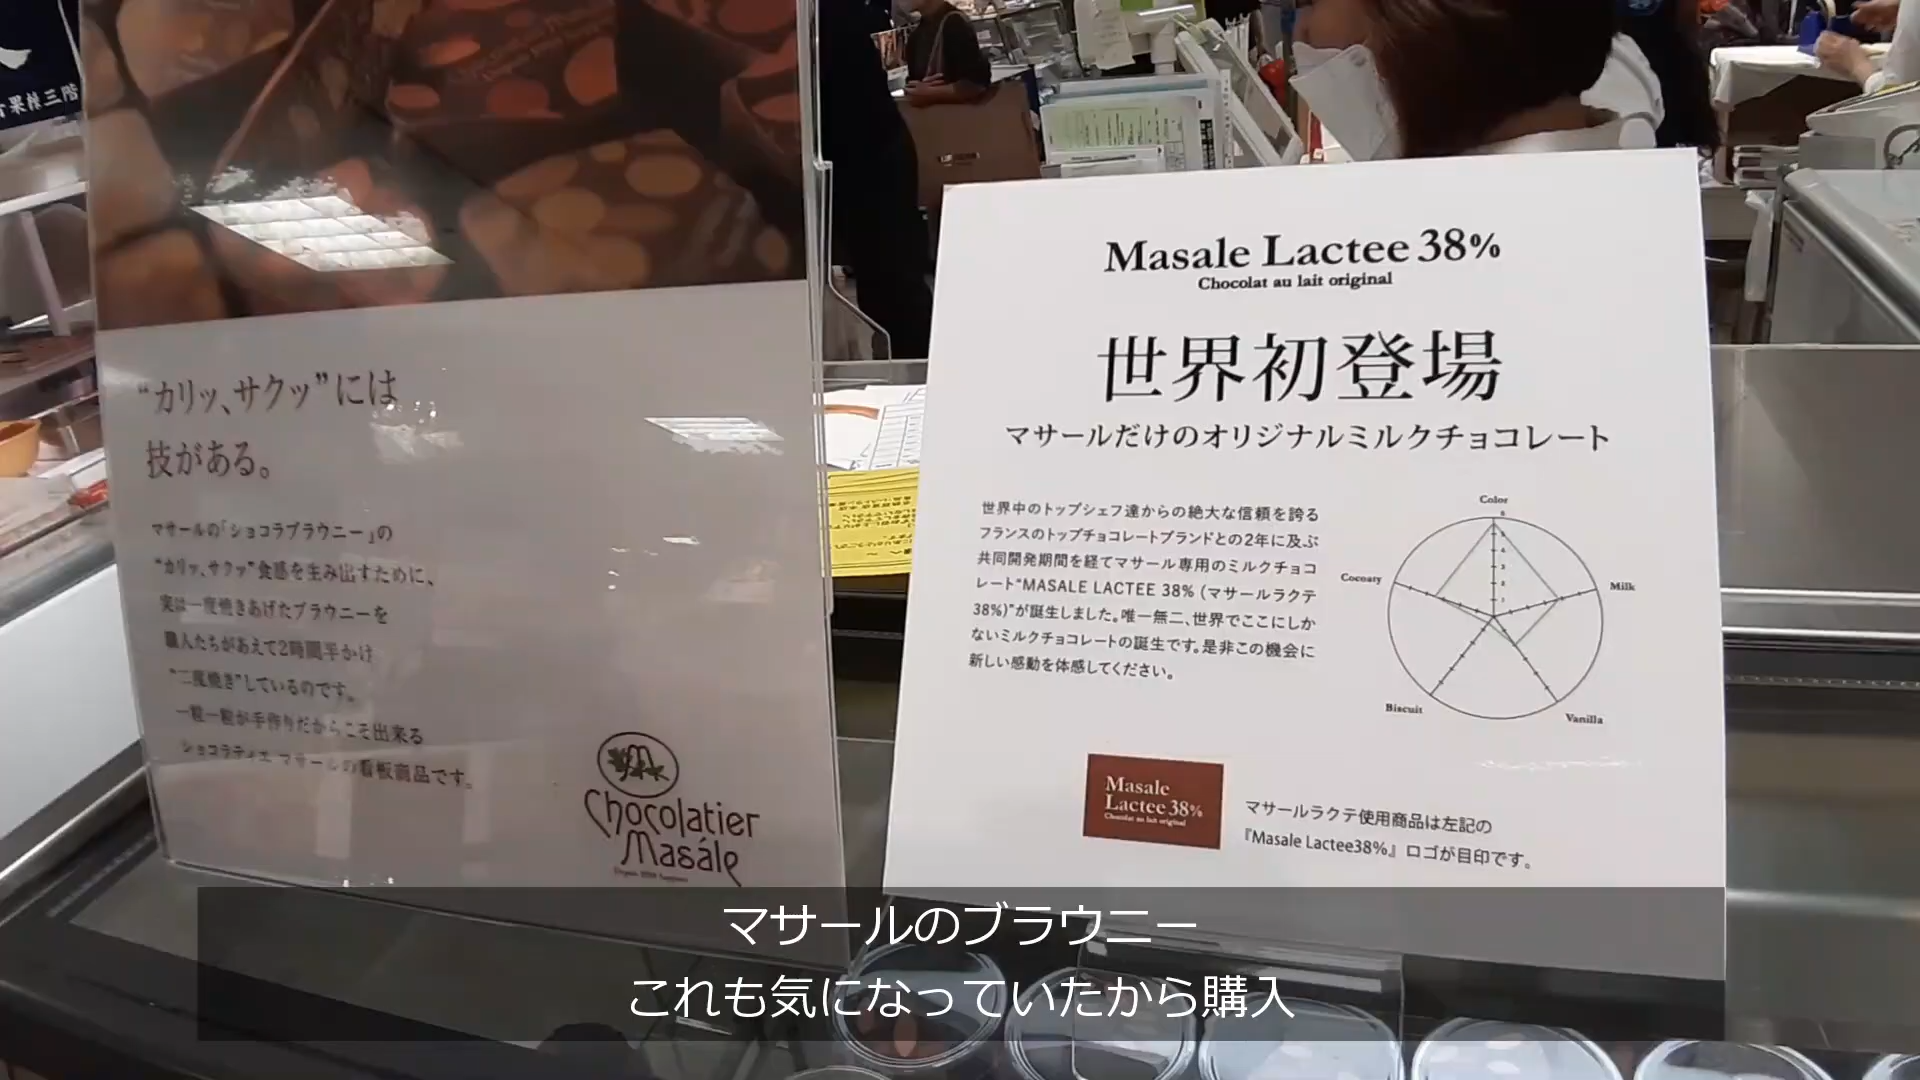 果林三階
“カリッ、サクッ”には
技がある。
マサールの「ショコラブラウニー」の
“カリッ、サクッ”食感を生み出すために、
実は一度焼きあげたブラウニーを
職人たちがあえて2時間半かけ
“二度焼き”しているのです。
一粒一粒が手作りだからこそ出来る
ショコラティエ マサールの看板商品です。
Chocolatier
Masále
Masale Lactee 38%
Chocolat au lait original
世界初登場
マサールだけのオリジナルミルクチョコレート
世界中のトップシェフ達からの絶大な信頼を誇る
フランスのトップチョコレートブランドとの2年に及ぶ
共同開発期間を経てマサール専用のミルクチョコ
レート“MASALE LACTEE 38% (マサールラクテ
38%)”が誕生しました。唯一無二、世界でここにしか
ないミルクチョコレートの誕生です。是非この機会に
新しい感動を体感してください。
Color
Milk
Vanilla
Biscuit
Cocoaty
Masale
Lactee 38%
Chocolat au lait original
マサールラクテ使用商品は左記の
『Masale Lactee38%』ロゴが目印です。
マサールのブラウニー
これも気になっていたから購入